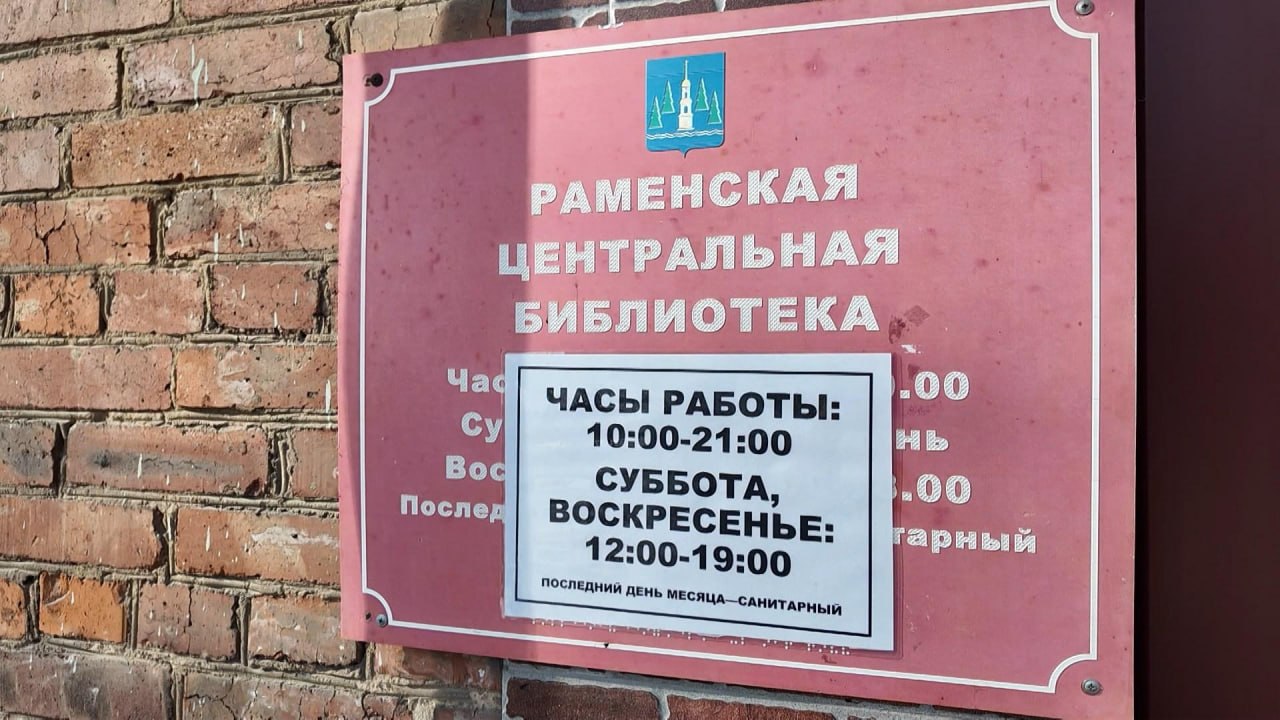 РАМЕНСКАЯ
ЦЕНТРАЛЬНАЯ
БИБЛИОТЕКА
ЧАСЫ РАБОТЫ:
10:00-21:00
СУББОТА,
ВОСКРЕСЕНЬЕ:
12:00-19:00
ПОСЛЕДНИЙ ДЕНЬ МЕСЯЦА—САНИТАРНЫЙ